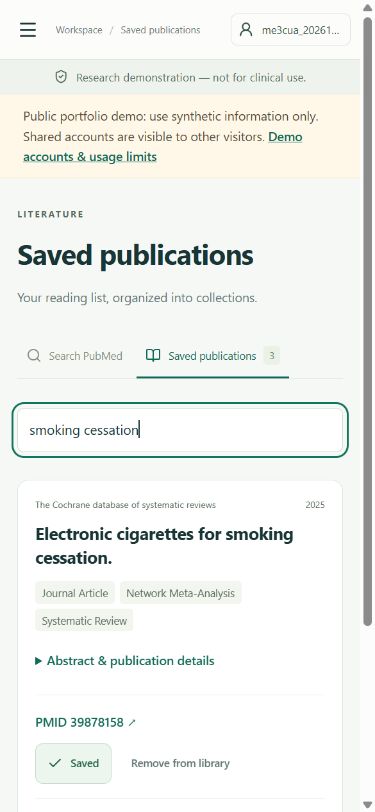 Workspace / Saved publications
me3cua_20261...
Research demonstration — not for clinical use.
Public portfolio demo: use synthetic information only.
Shared accounts are visible to other visitors. Demo
accounts & usage limits
LITERATURE
Saved publications
Your reading list, organized into collections.
Search PubMed
Saved publications 3
smoking cessation
The Cochrane database of systematic reviews 2025
Electronic cigarettes for smoking
cessation.
Journal Article Network Meta-Analysis
Systematic Review
Abstract & publication details
PMID 39878158 ↗
Saved Remove from library